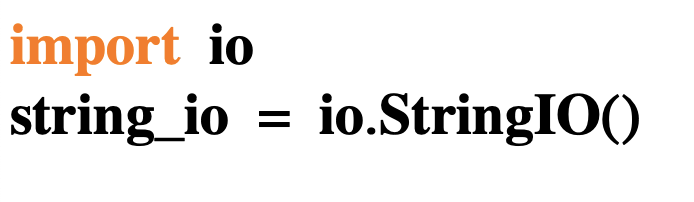 import io
string_io = io.StringIO()